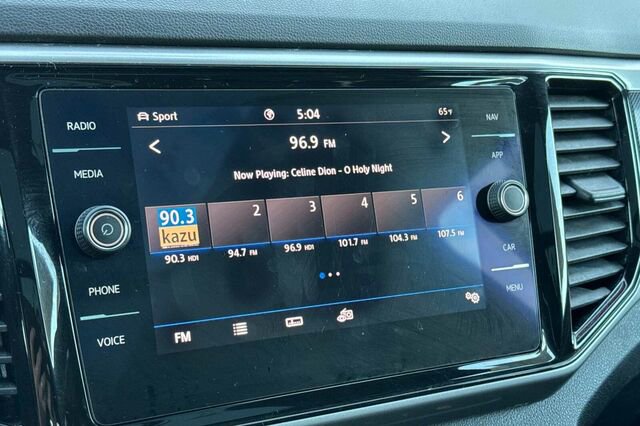 RADIO
MEDIA
PHONE
VOICE
Sport
5:04
65°F
96.9 FM
Now Playing: Celine Dion - O Holy Night
90.3
kazu
2
3
4
5
6
90.3 HD1
94.7 FM
96.9 HD1
101.7 FM
104.3 FM
107.5 FM
FM
NAV
APP
CAR
MENU